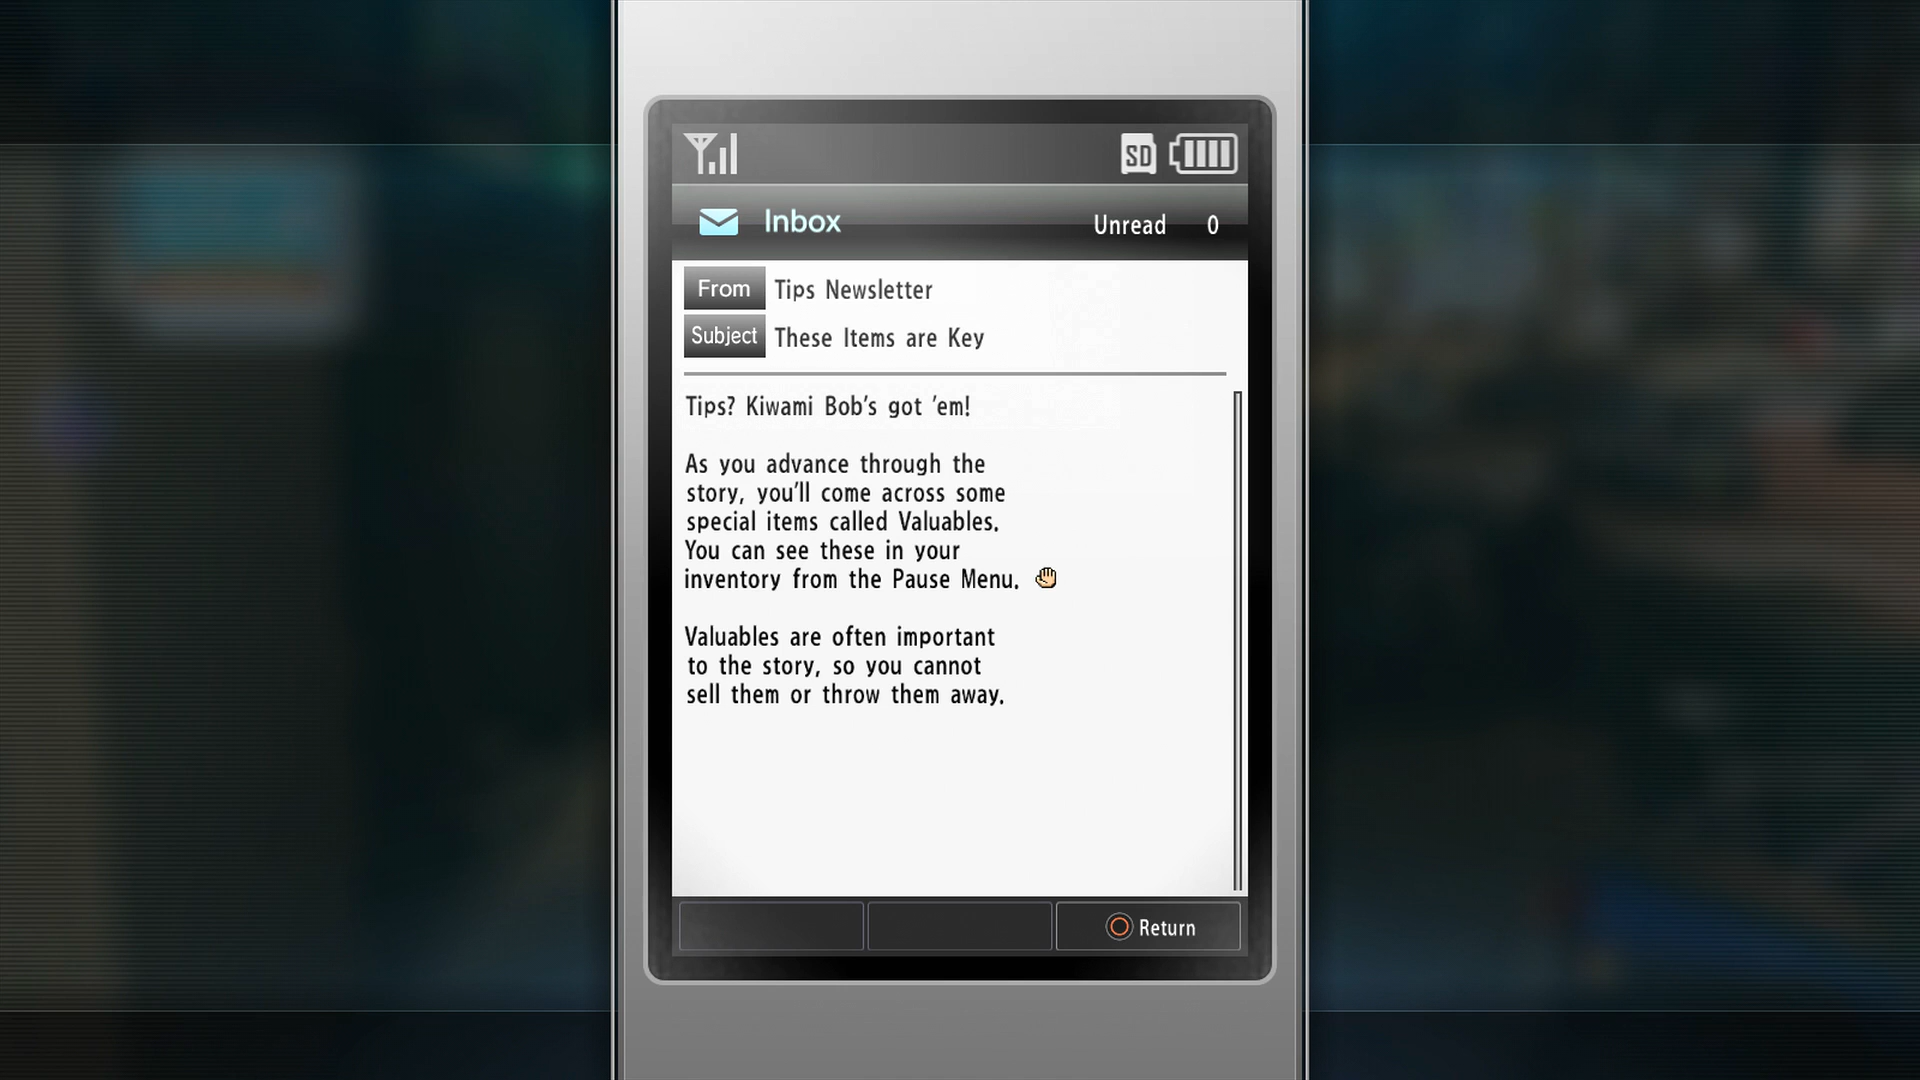 SD
Inbox
Unread 0
From Tips Newsletter
Subject These Items are Key
Tips? Kiwami Bob's got 'em!
As you advance through the
story, you'll come across some
special items called Valuables.
You can see these in your
inventory from the Pause Menu.
Valuables are often important
to the story, so you cannot
sell them or throw them away.
Return